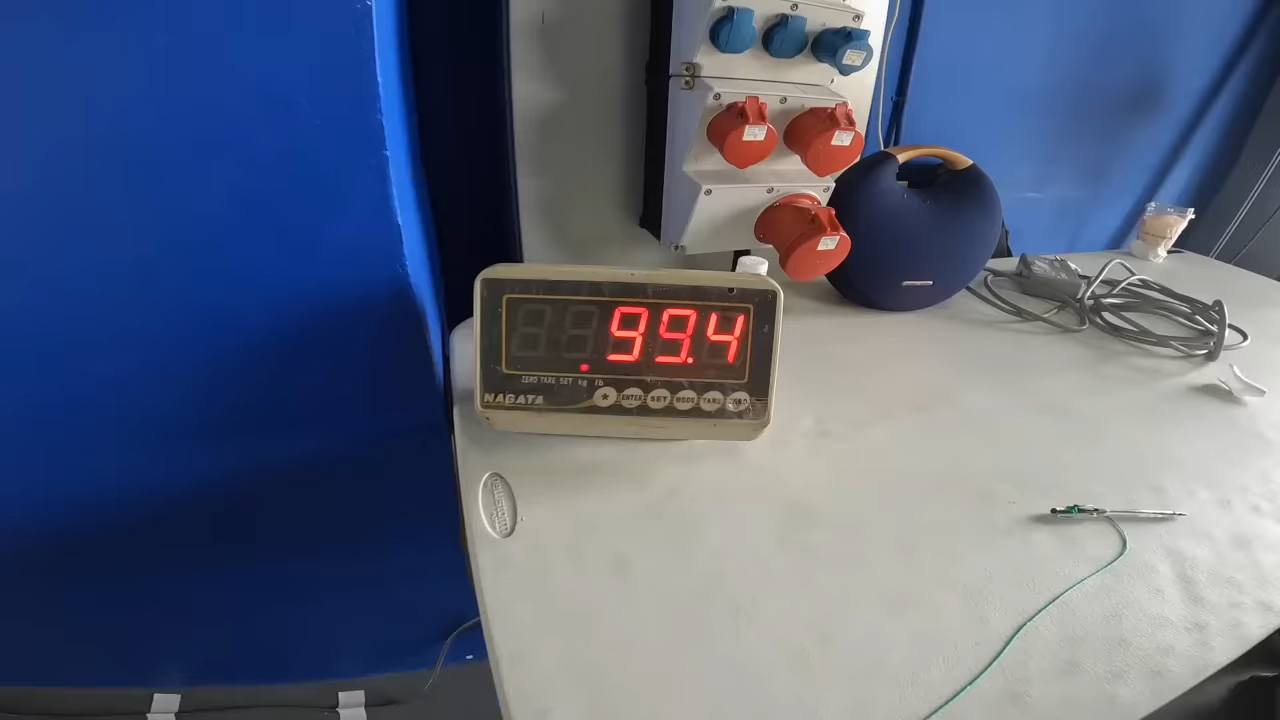 99.4
ZERO TARE SET kg lb
NAGATA * ENTER SET MODE TARE ZERO